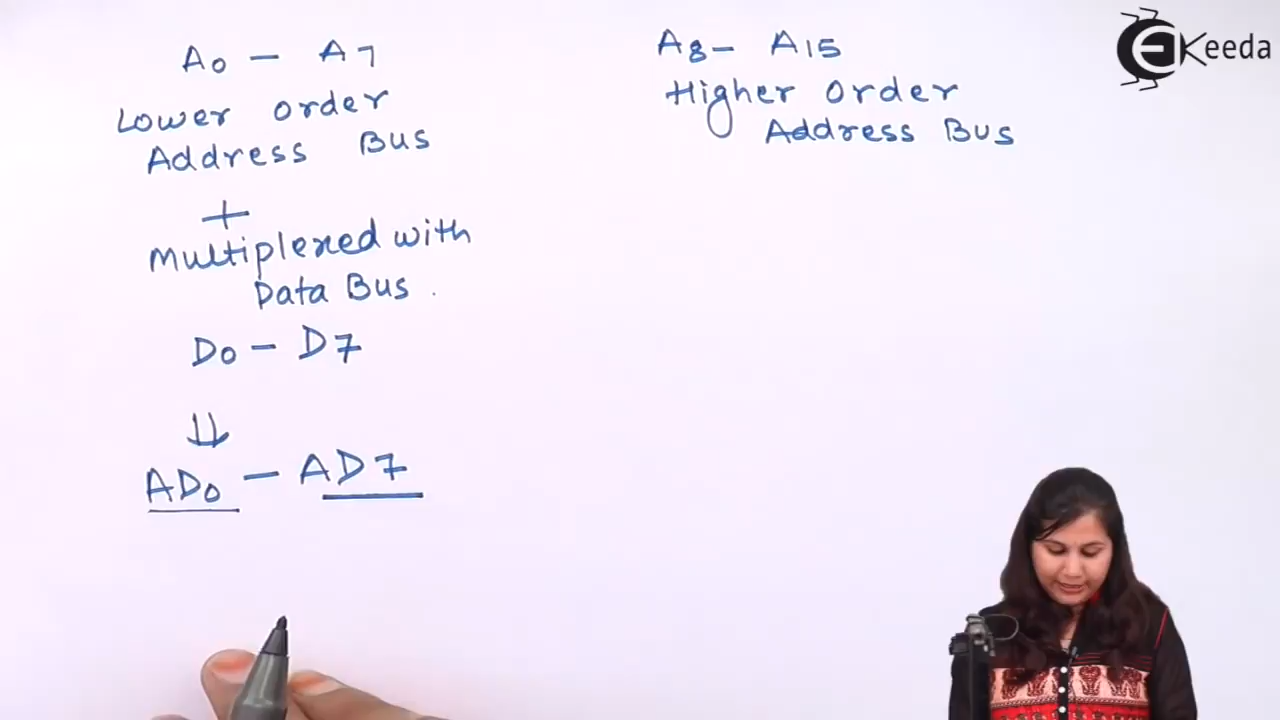 A0 - A7
Lower order
Address Bus
+
Multiplexed with
Data Bus.
D0 - D7
⇓
AD0 - AD7
A8 - A15
Higher order
Address Bus
EKeeda